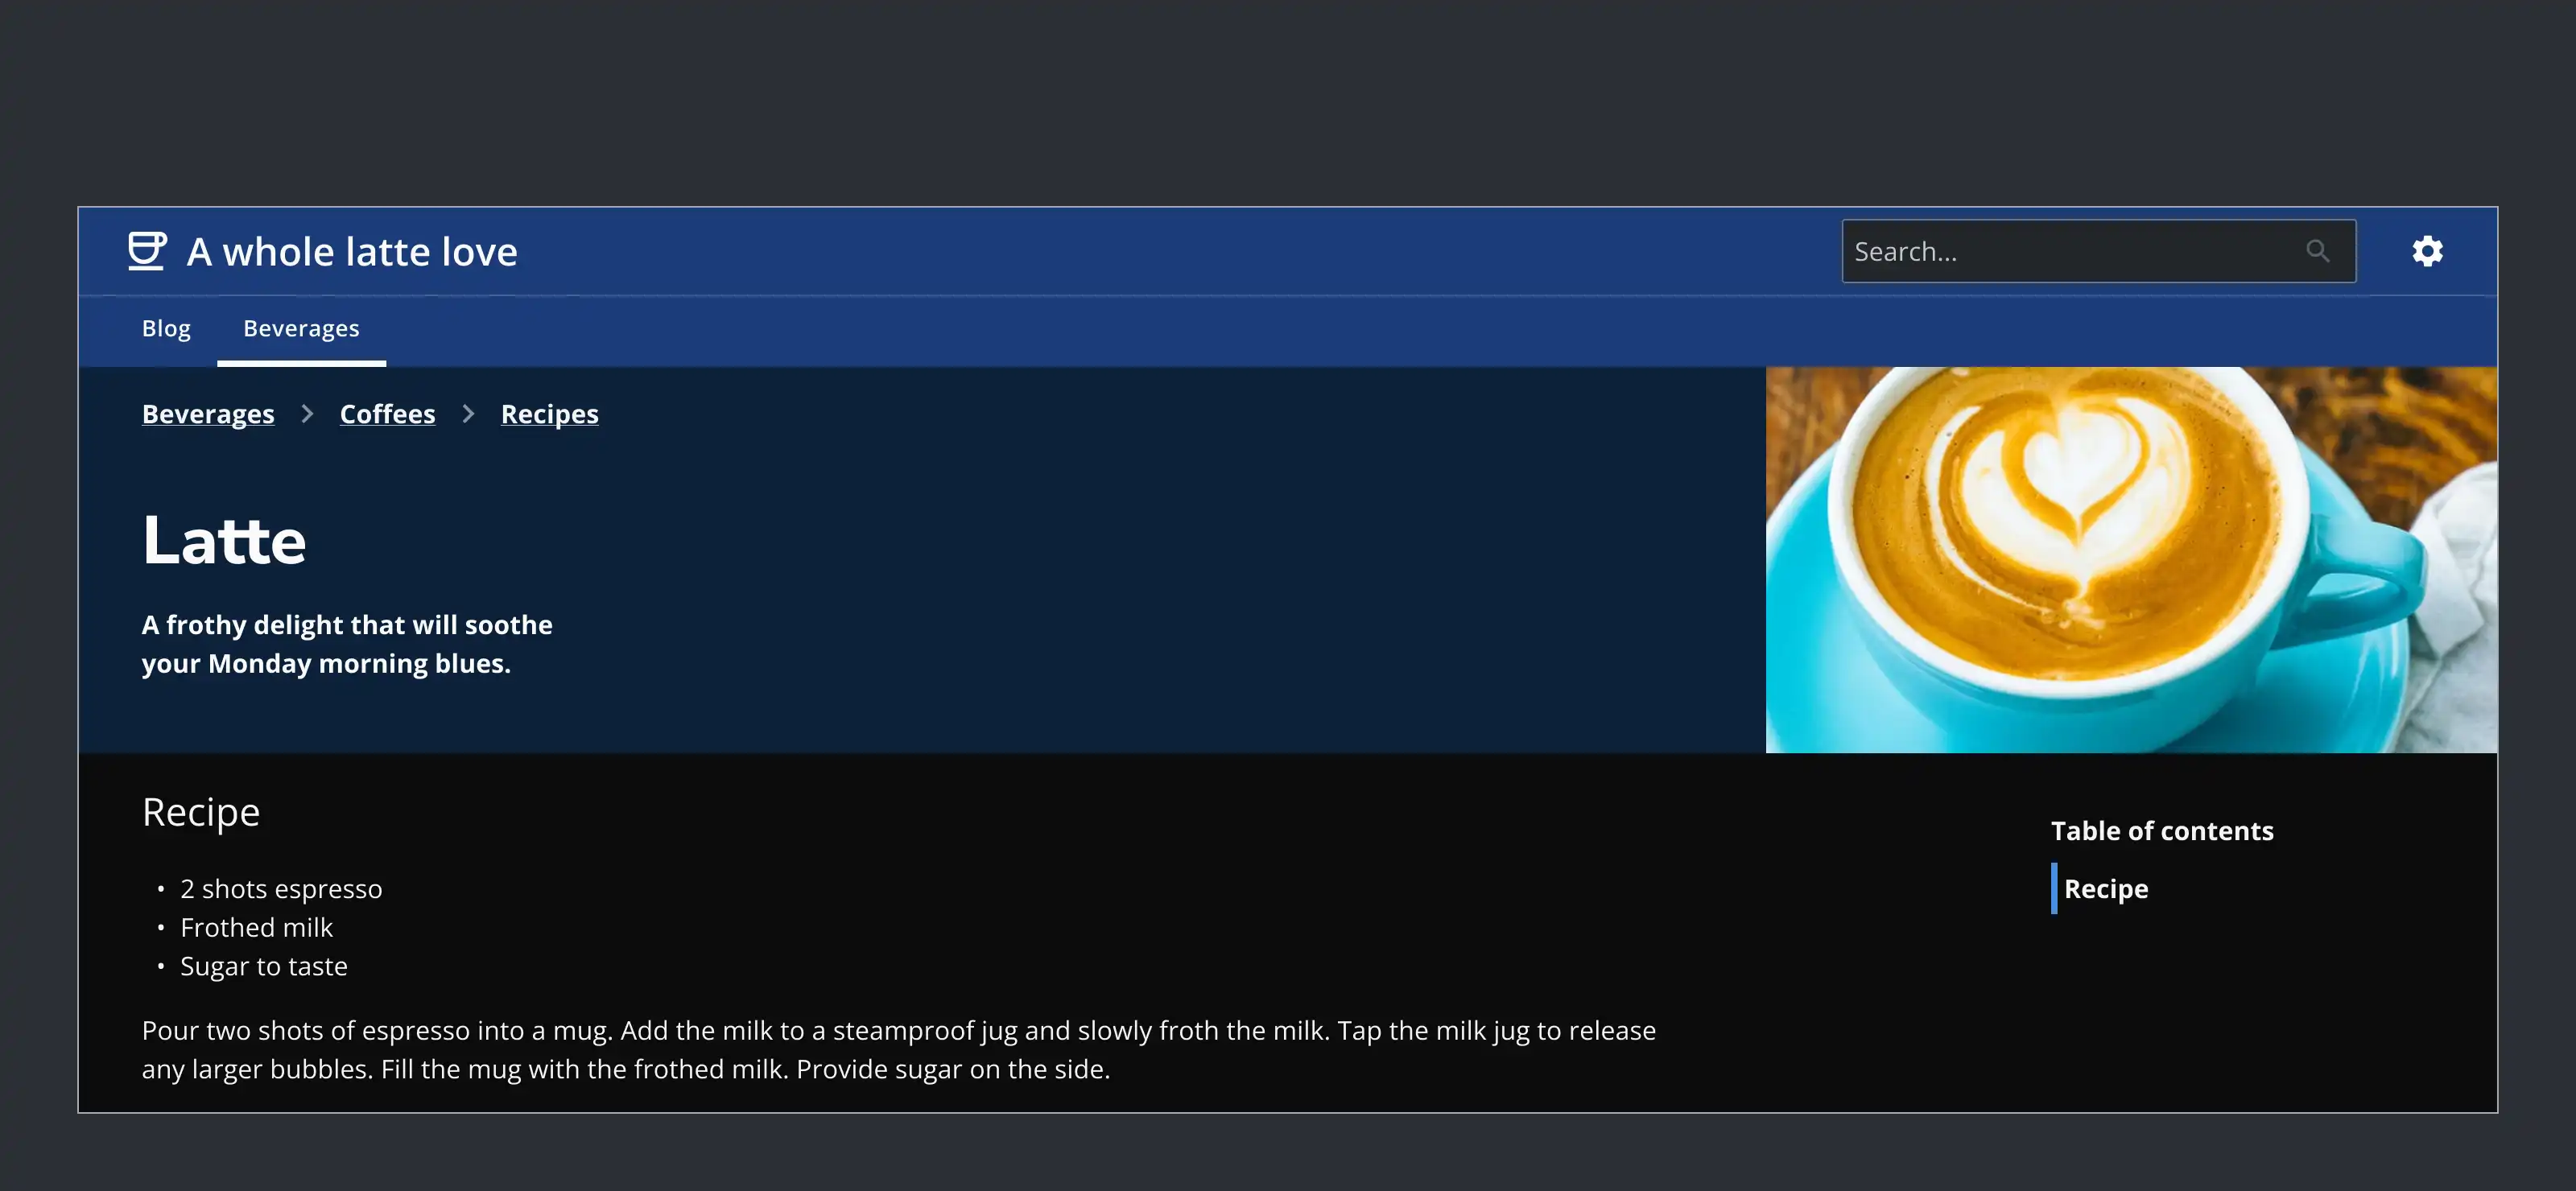 A whole latte love
Search...
Blog
Beverages
Beverages
Coffees
Recipes
Latte
A frothy delight that will soothe
your Monday morning blues.
Recipe
• 2 shots espresso
• Frothed milk
• Sugar to taste
Pour two shots of espresso into a mug. Add the milk to a steamproof jug and slowly froth the milk. Tap the milk jug to release
any larger bubbles. Fill the mug with the frothed milk. Provide sugar on the side.
Table of contents
Recipe